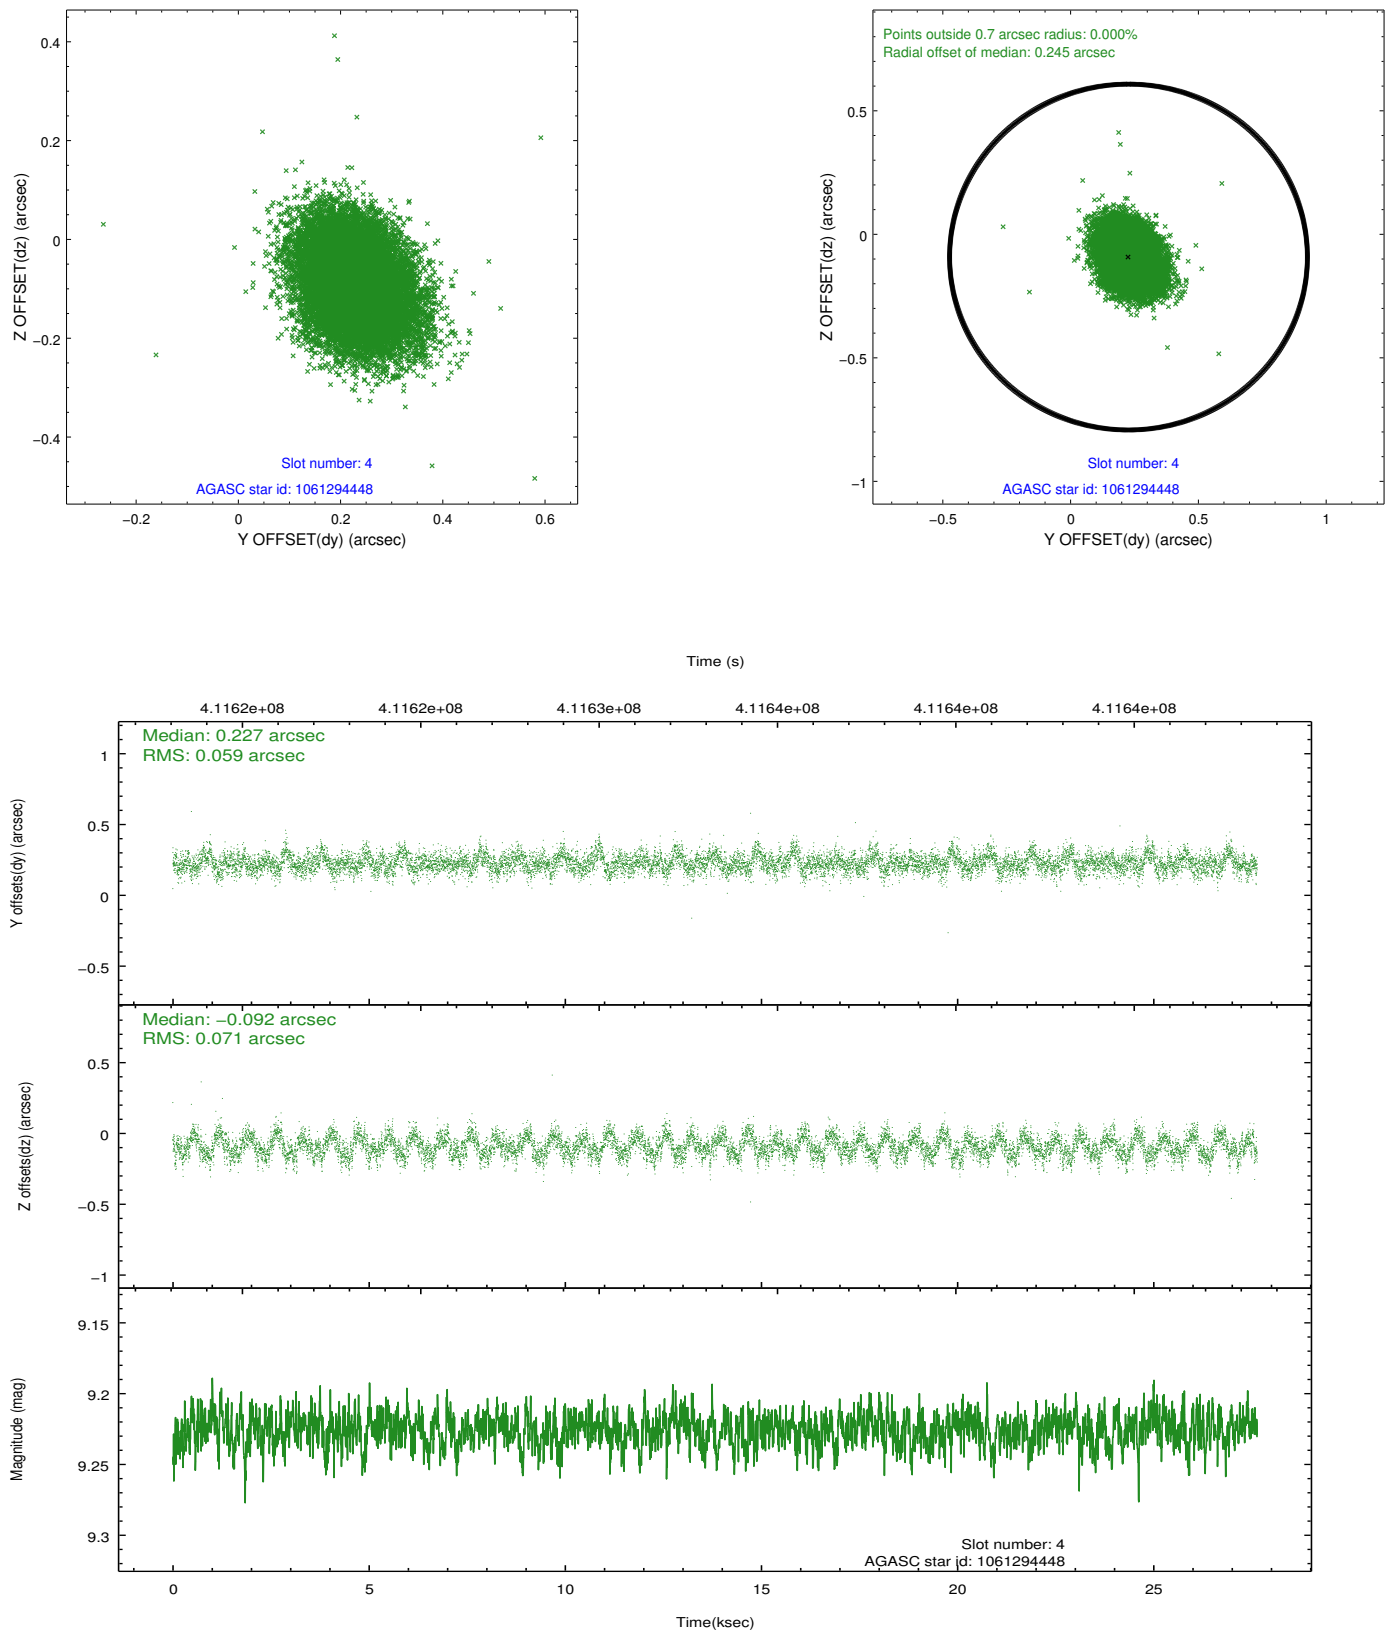 0.4
0.2
0
−0.2
−0.4
Z OFFSET(dz) (arcsec)
Slot number: 4
AGASC star id: 1061294448
−0.2 0 0.2 0.4 0.6
Y OFFSET(dy) (arcsec)
Points outside 0.7 arcsec radius: 0.000%
Radial offset of median: 0.245 arcsec
0.5
0
−0.5
−1
Z OFFSET(dz) (arcsec)
Slot number: 4
AGASC star id: 1061294448
−0.5 0 0.5 1
Y OFFSET(dy) (arcsec)
Time (s)
4.1162e+08 4.1162e+08 4.1163e+08 4.1164e+08 4.1164e+08 4.1164e+08
Median: 0.227 arcsec
RMS: 0.059 arcsec
1
0.5
0
−0.5
Y offsets(dy) (arcsec)
Median: −0.092 arcsec
RMS: 0.071 arcsec
0.5
0
−0.5
−1
Z offsets(dz) (arcsec)
9.15
9.2
9.25
9.3
Magnitude (mag)
Slot number: 4
AGASC star id: 1061294448
0 5 10 15 20 25
Time(ksec)